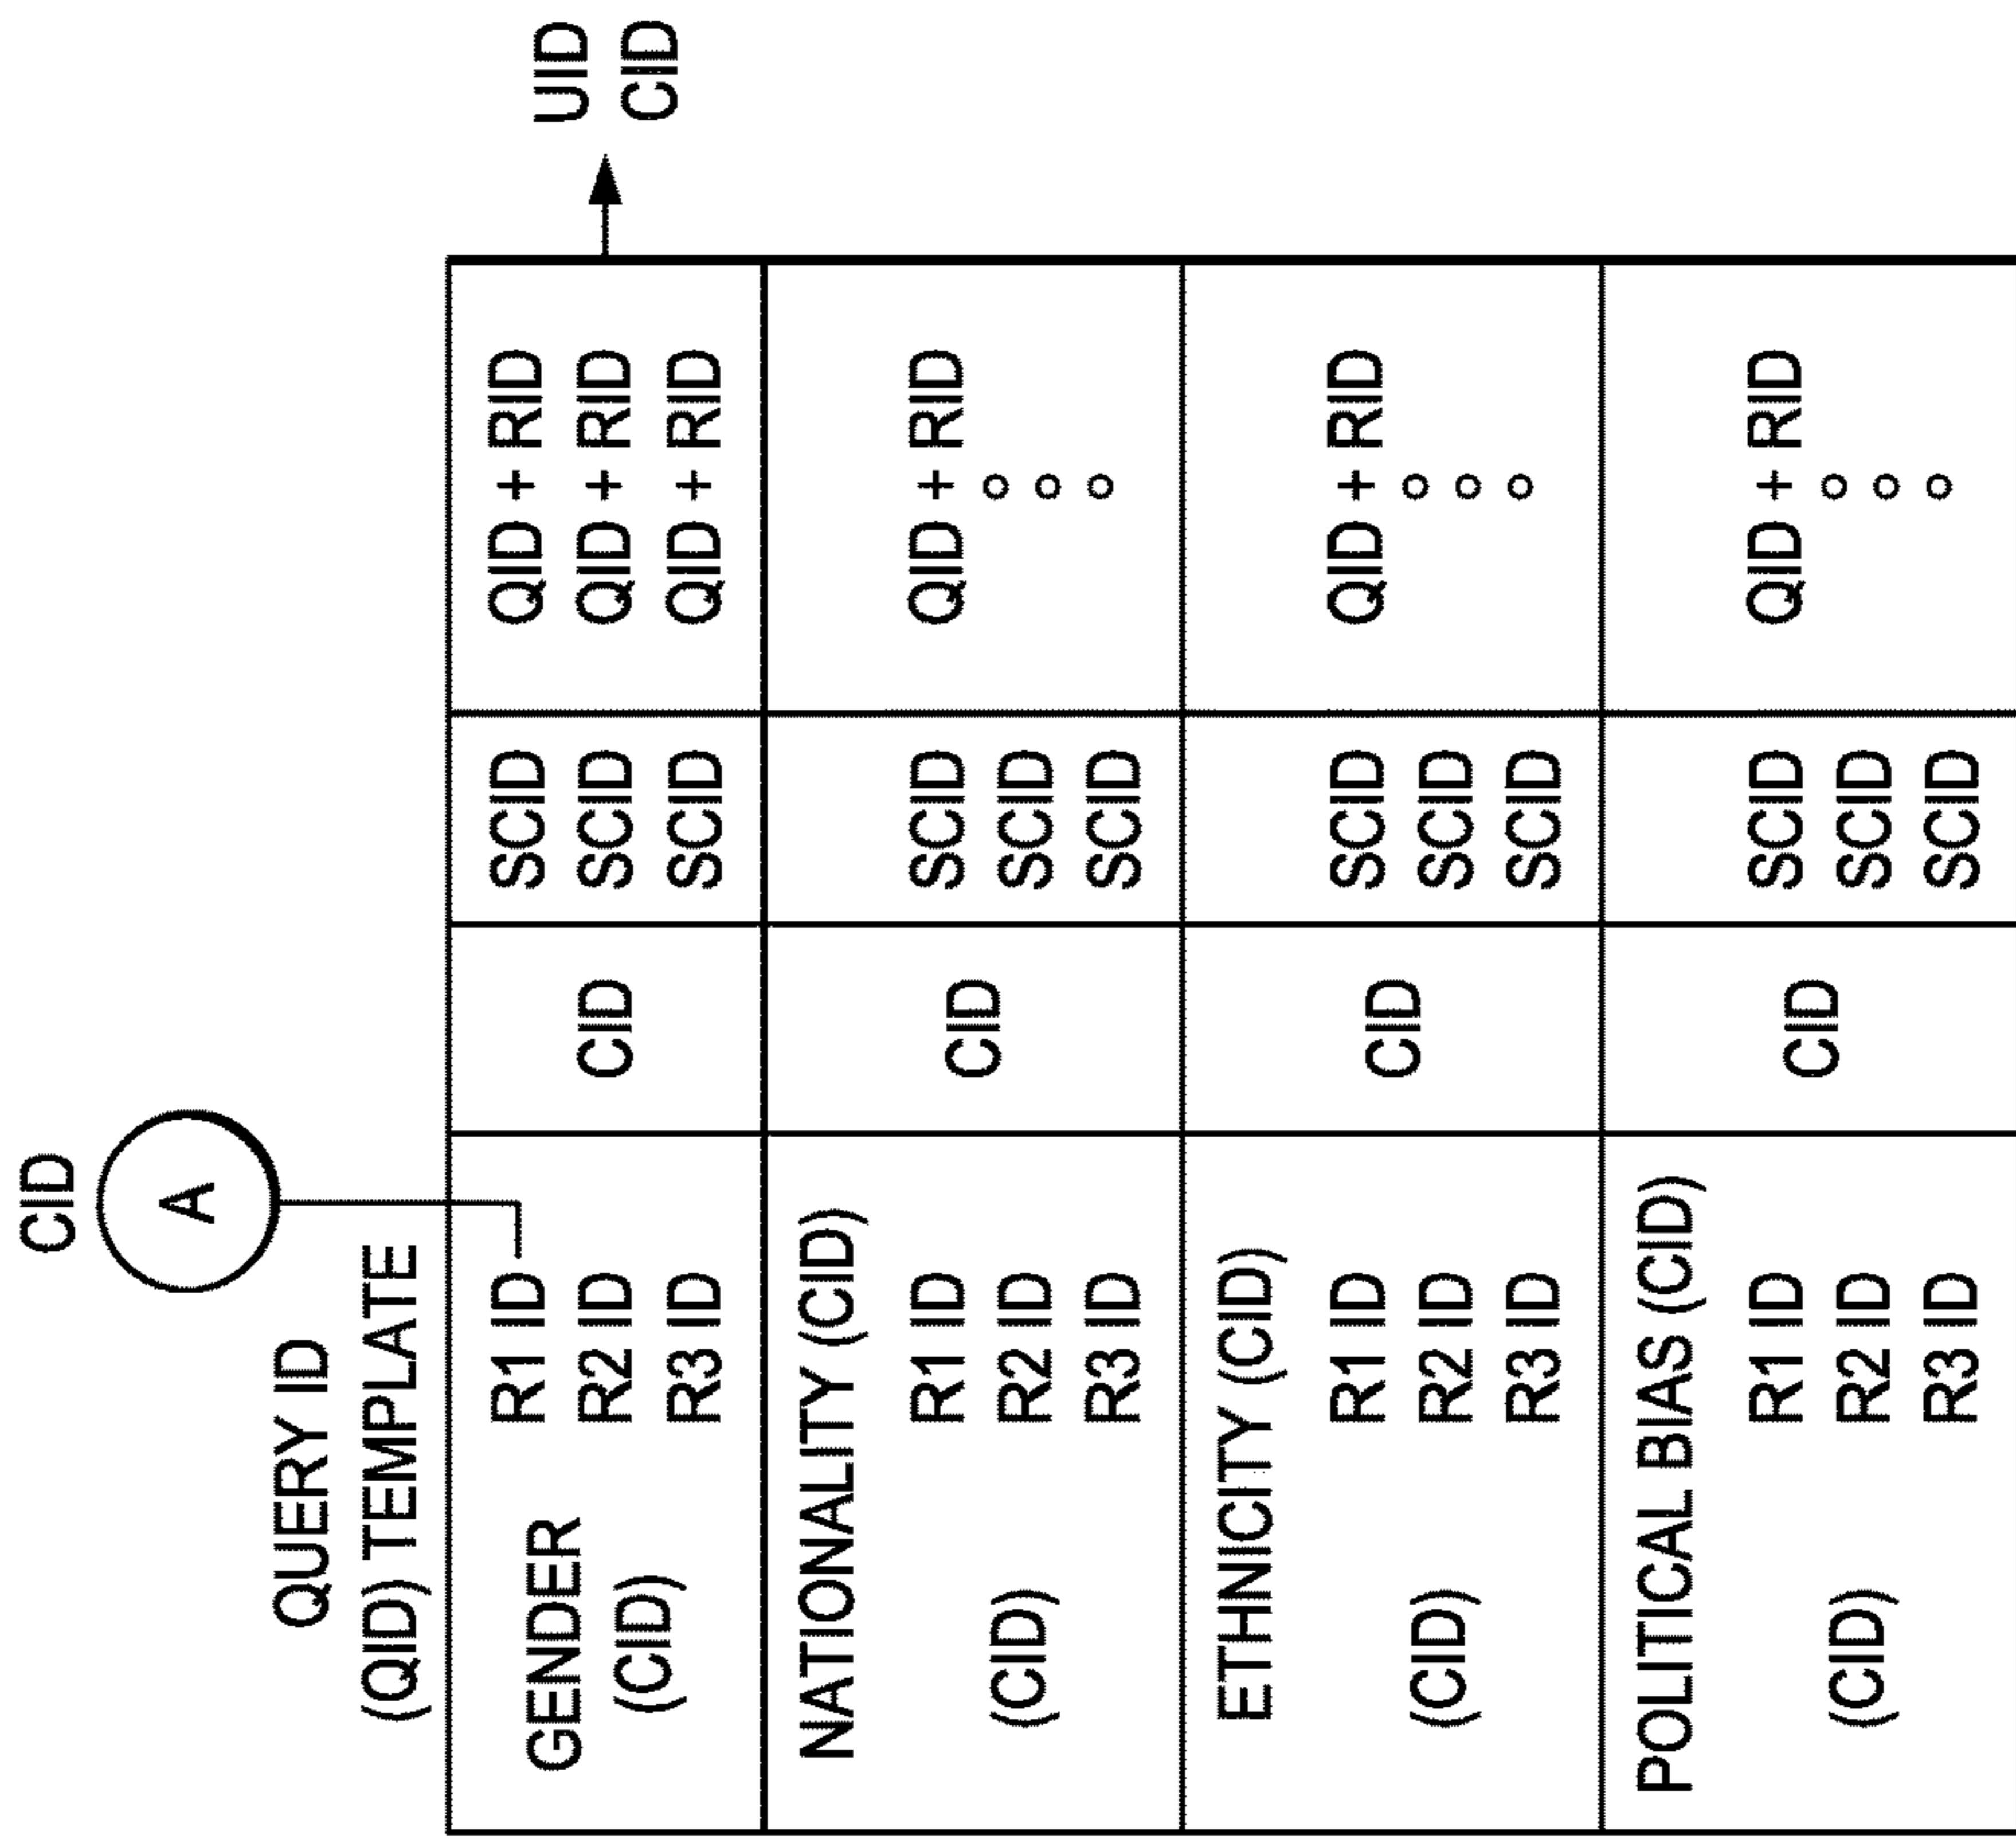 CID
A
QUERY ID
(QID) TEMPLATE
GENDER R1 ID CID SCID QID + RID UID
(CID) R2 ID SCID QID + RID CID
R3 ID SCID QID + RID
NATIONALITY (CID)
R1 ID SCID QID + RID
(CID) R2 ID CID SCID
R3 ID SCID
ETHNICITY (CID)
R1 ID SCID QID + RID
(CID) R2 ID CID SCID
R3 ID SCID
POLITICAL BIAS (CID)
R1 ID SCID QID + RID
(CID) R2 ID CID SCID
R3 ID SCID